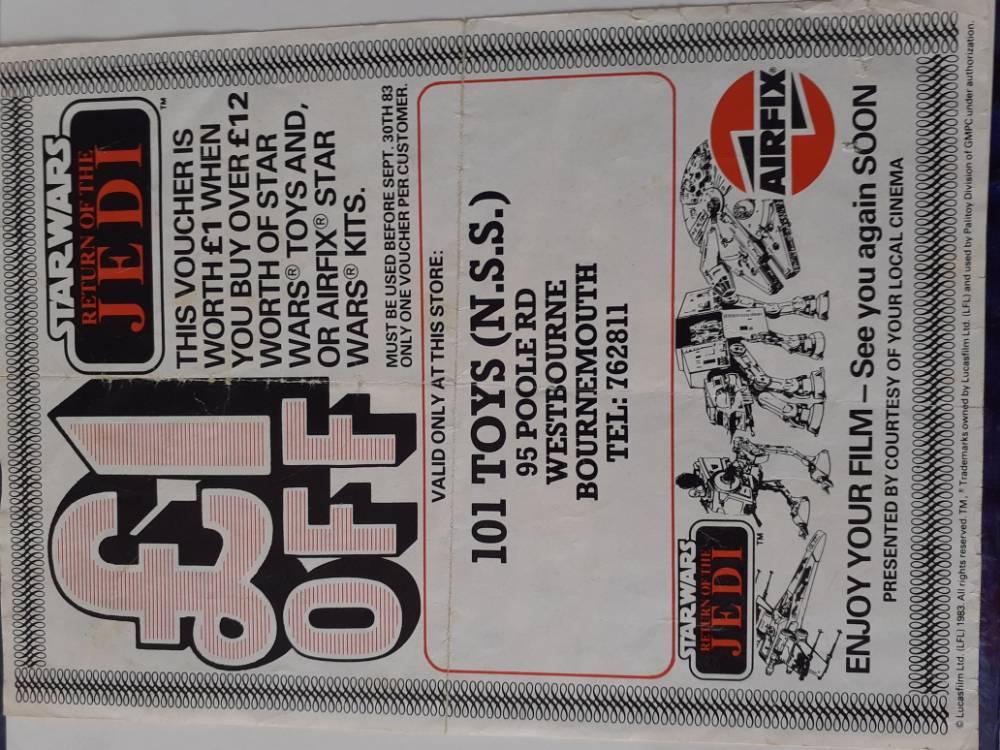 £1
OFF
STAR WARS
RETURN OF THE
JEDI
™
THIS VOUCHER IS
WORTH £1 WHEN
YOU BUY OVER £12
WORTH OF STAR
WARS® TOYS AND,
OR AIRFIX® STAR
WARS® KITS.
MUST BE USED BEFORE SEPT. 30TH 83
ONLY ONE VOUCHER PER CUSTOMER.
VALID ONLY AT THIS STORE:
101 TOYS (N.S.S.)
95 POOLE RD
WESTBOURNE
BOURNEMOUTH
TEL: 762811
STAR WARS
RETURN OF THE
JEDI
™
AIRFIX®
ENJOY YOUR FILM – See you again SOON
PRESENTED BY COURTESY OF YOUR LOCAL CINEMA
© Lucasfilm Ltd. (LFL) 1983. All rights reserved. TM, ® Trademarks owned by Lucasfilm Ltd. (LFL) and used by Palitoy Division of GMPC under authorization.